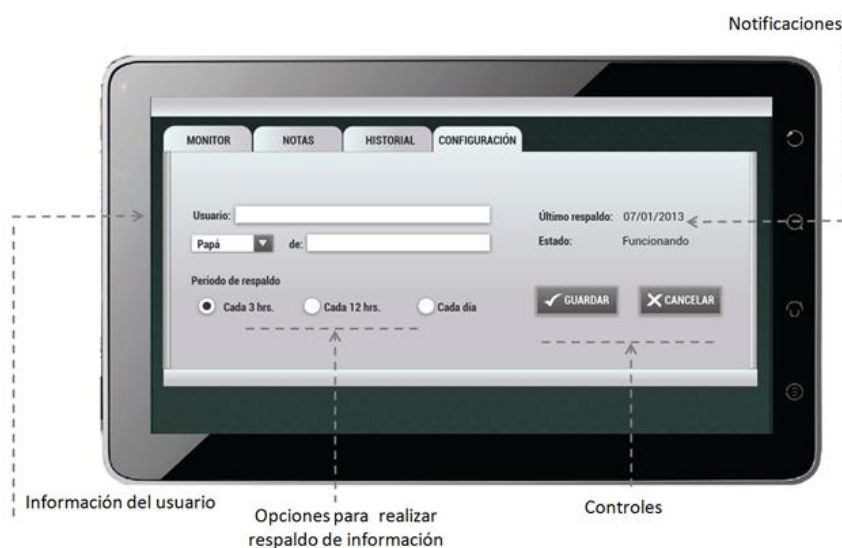 Notificaciones
MONITOR NOTAS HISTORIAL CONFIGURACIÓN
Usuario:
Último respaldo: 07/01/2013
Papá de:
Estado: Funcionando
Periodo de respaldo
Cada 3 hrs. Cada 12 hrs. Cada dia
GUARDAR CANCELAR
Información del usuario
Opciones para realizar
respaldo de información
Controles